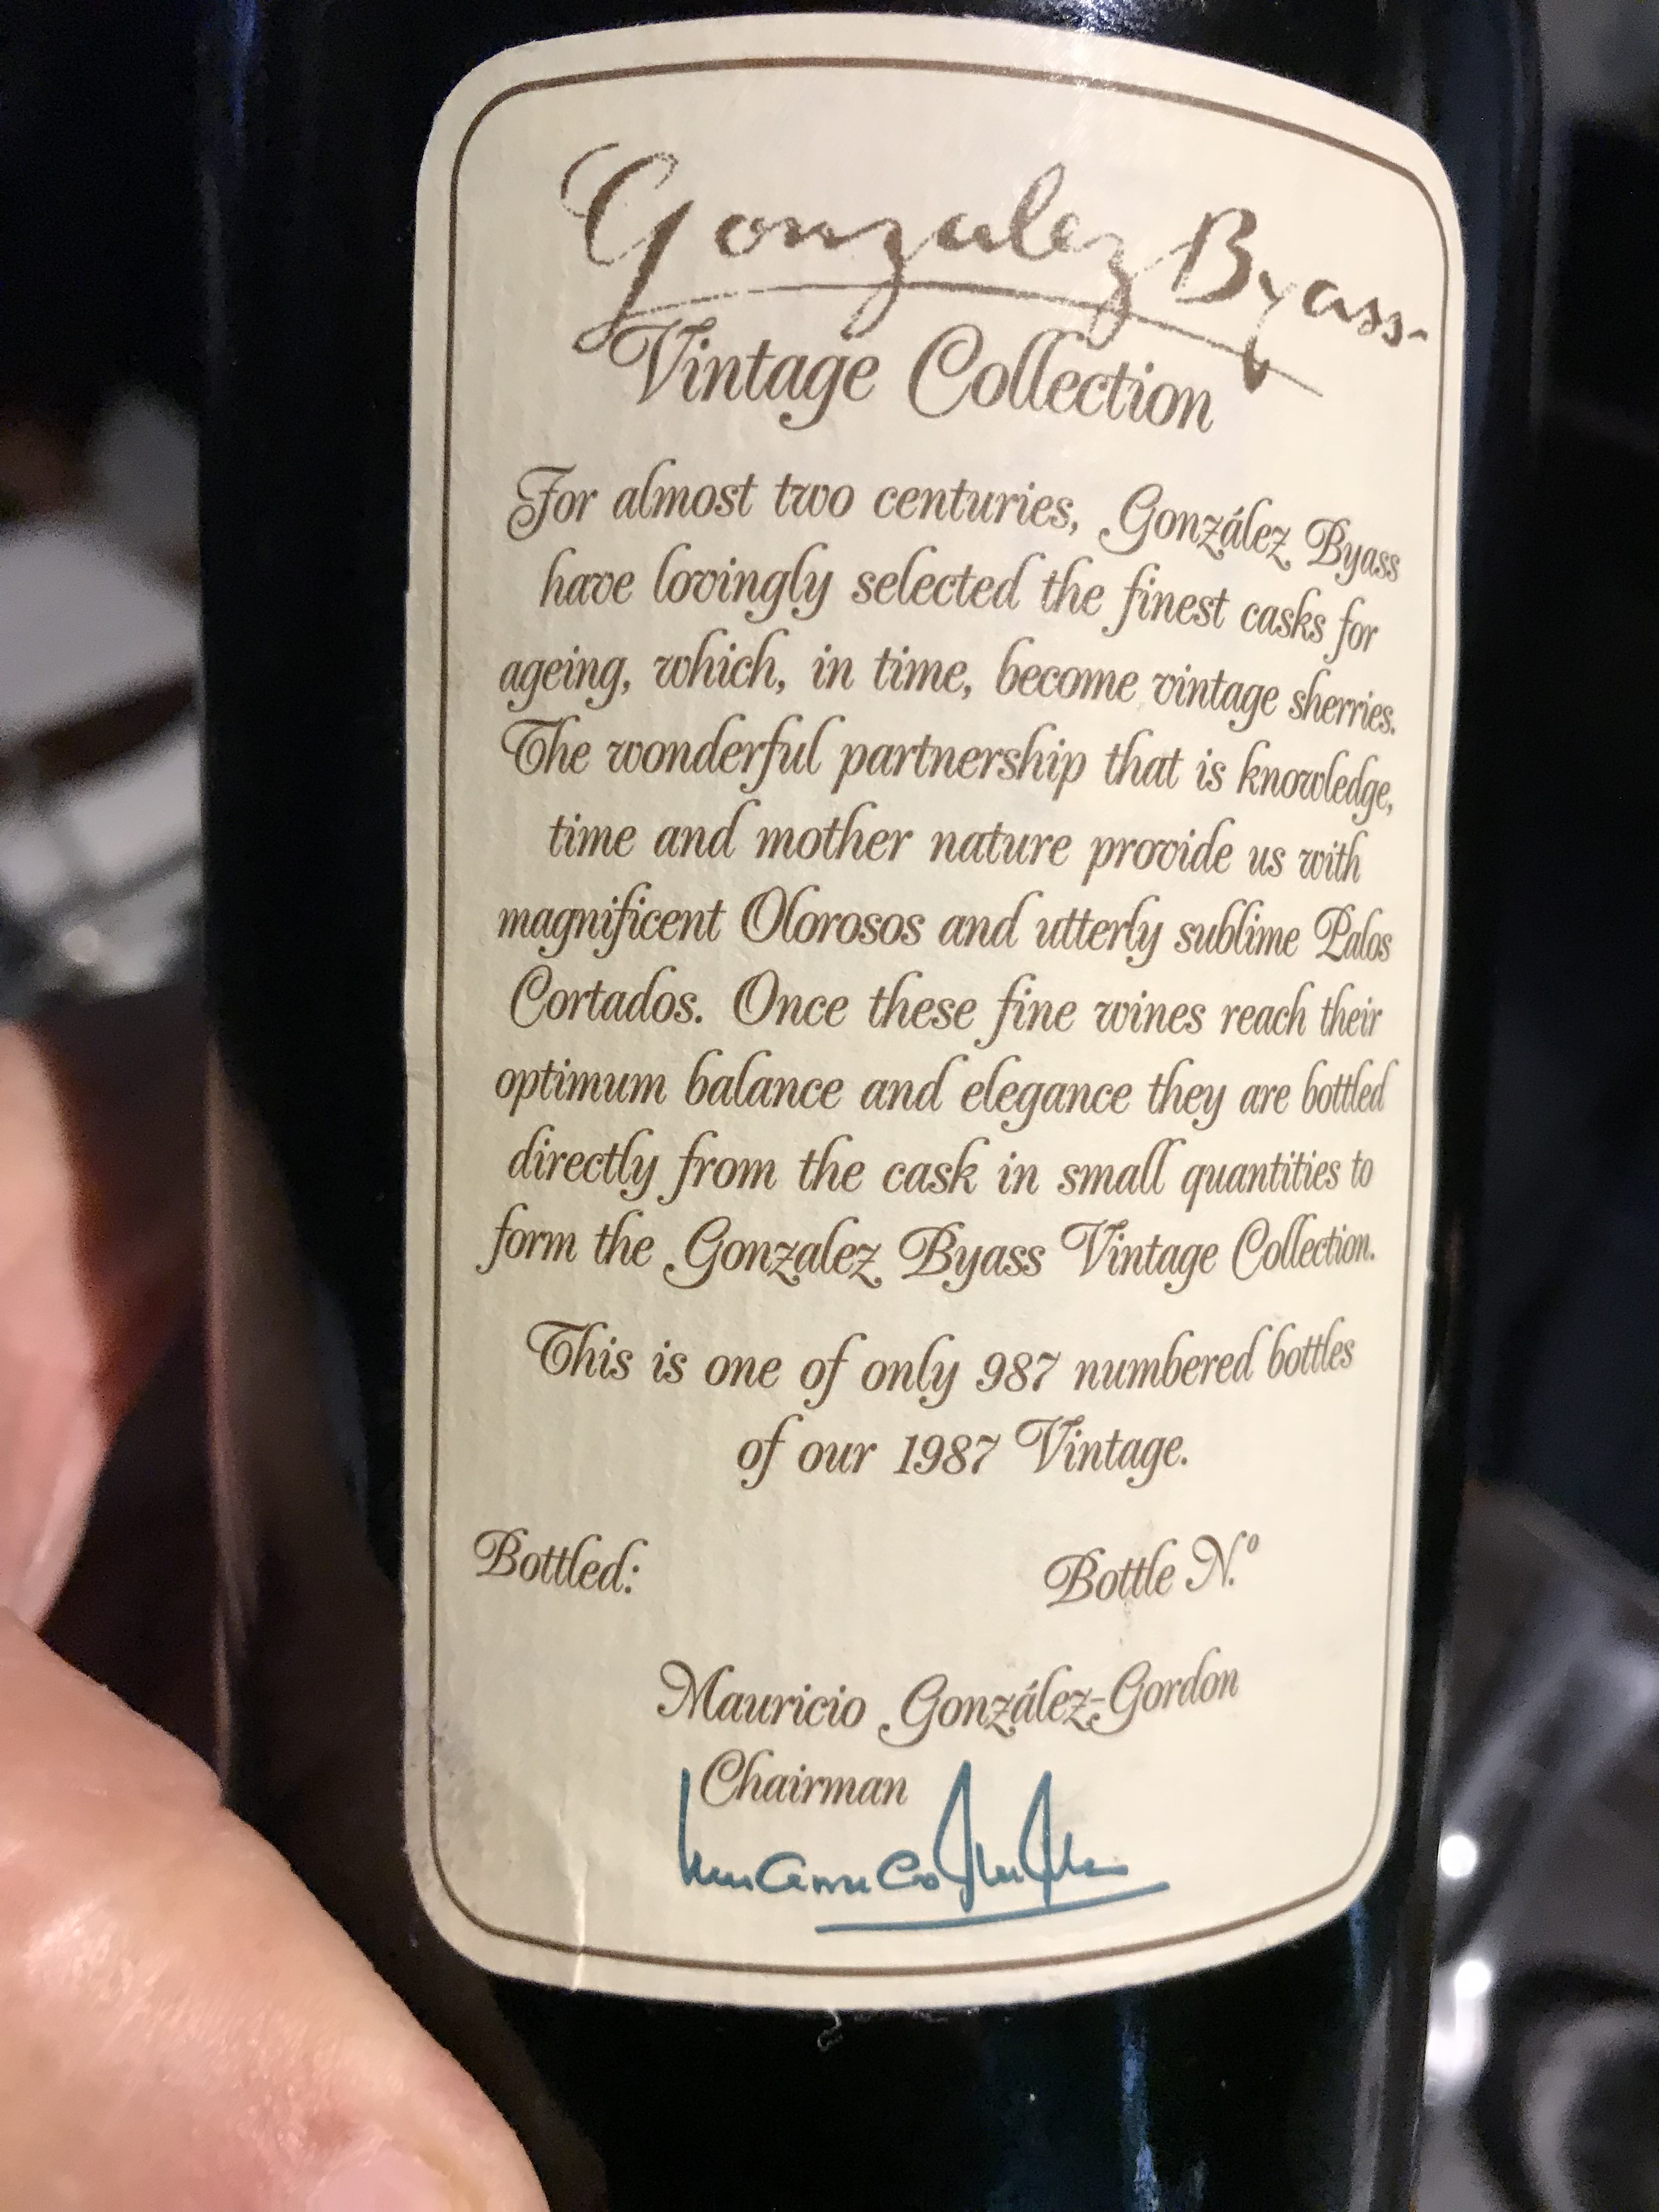 Gonzalez Byass
Vintage Collection
For almost two centuries, González Byass
have lovingly selected the finest casks for
ageing, which, in time, become vintage sherries.
The wonderful partnership that is knowledge,
time and mother nature provide us with
magnificent Olorosos and utterly sublime Palos
Cortados. Once these fine wines reach their
optimum balance and elegance they are bottled
directly from the cask in small quantities to
form the Gonzalez Byass Vintage Collection.
This is one of only 987 numbered bottles
of our 1987 Vintage.
Bottled: Bottle N.º
Mauricio González-Gordon
Chairman